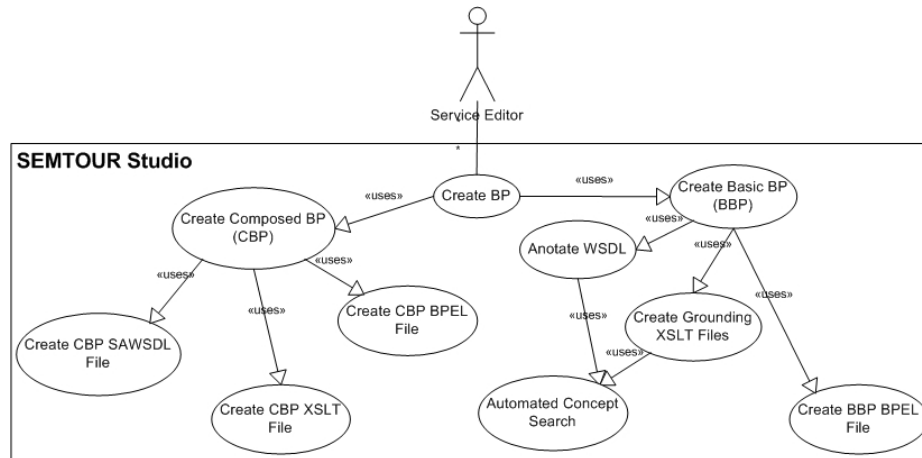 Service Editor
*
*
SEMTOUR Studio
«uses»
Create BP
«uses»
Create Basic BP
(BBP)
Create Composed BP
(CBP)
«uses»
Anotate WSDL
«uses»
«uses»
«uses»
Create CBP BPEL
File
«uses»
«uses»
Create Grounding
XSLT Files
«uses»
Create CBP SAWSDL
File
«uses»
Create CBP XSLT
File
Automated Concept
Search
Create BBP BPEL
File
«uses»